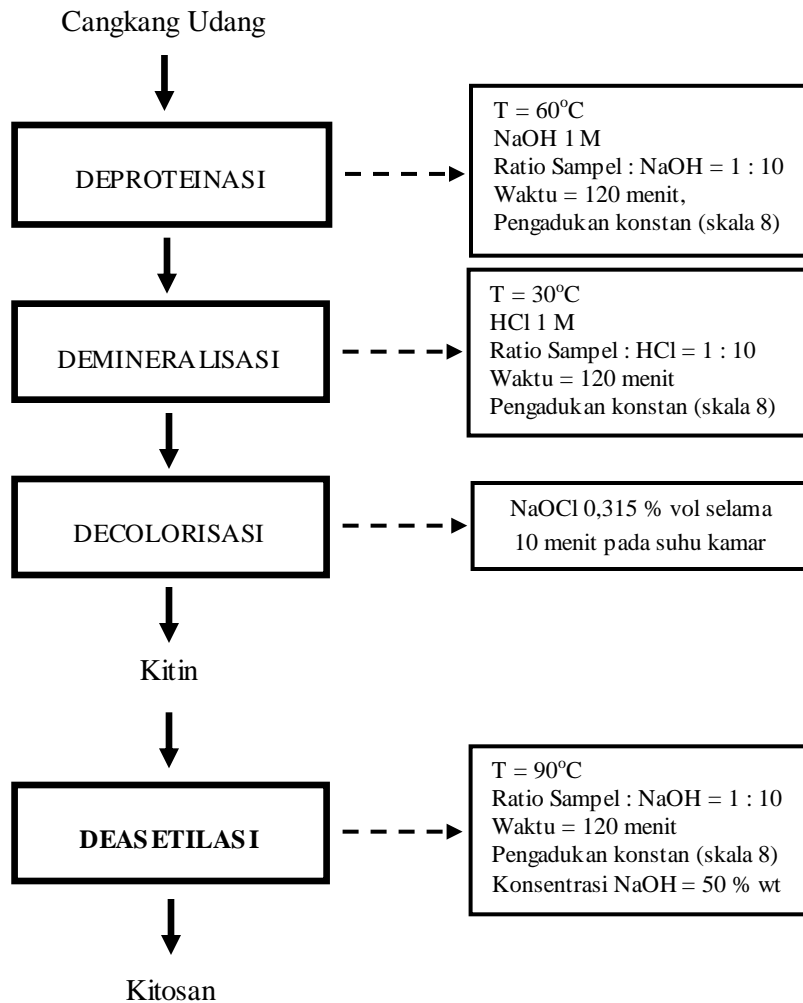 Cangkang Udang
DEPROTEINASI
T = 60°C
NaOH 1 M
Ratio Sampel : NaOH = 1 : 10
Waktu = 120 menit,
Pengadukan konstan (skala 8)
DEMINERALISASI
T = 30°C
HCl 1 M
Ratio Sampel : HCl = 1 : 10
Waktu = 120 menit
Pengadukan konstan (skala 8)
DECOLORISASI
NaOCl 0,315 % vol selama
10 menit pada suhu kamar
Kitin
DEASETILASI
T = 90°C
Ratio Sampel : NaOH = 1 : 10
Waktu = 120 menit
Pengadukan konstan (skala 8)
Konsentrasi NaOH = 50 % wt
Kitosan